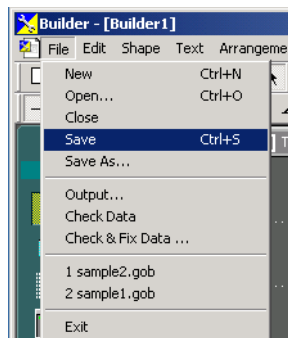 Builder - [Builder1]
File Edit Shape Text Arrangeme
New Ctrl+N
Open... Ctrl+O
Close
Save Ctrl+S
Save As...
Output...
Check Data
Check & Fix Data ...
1 sample2.gob
2 sample1.gob
Exit